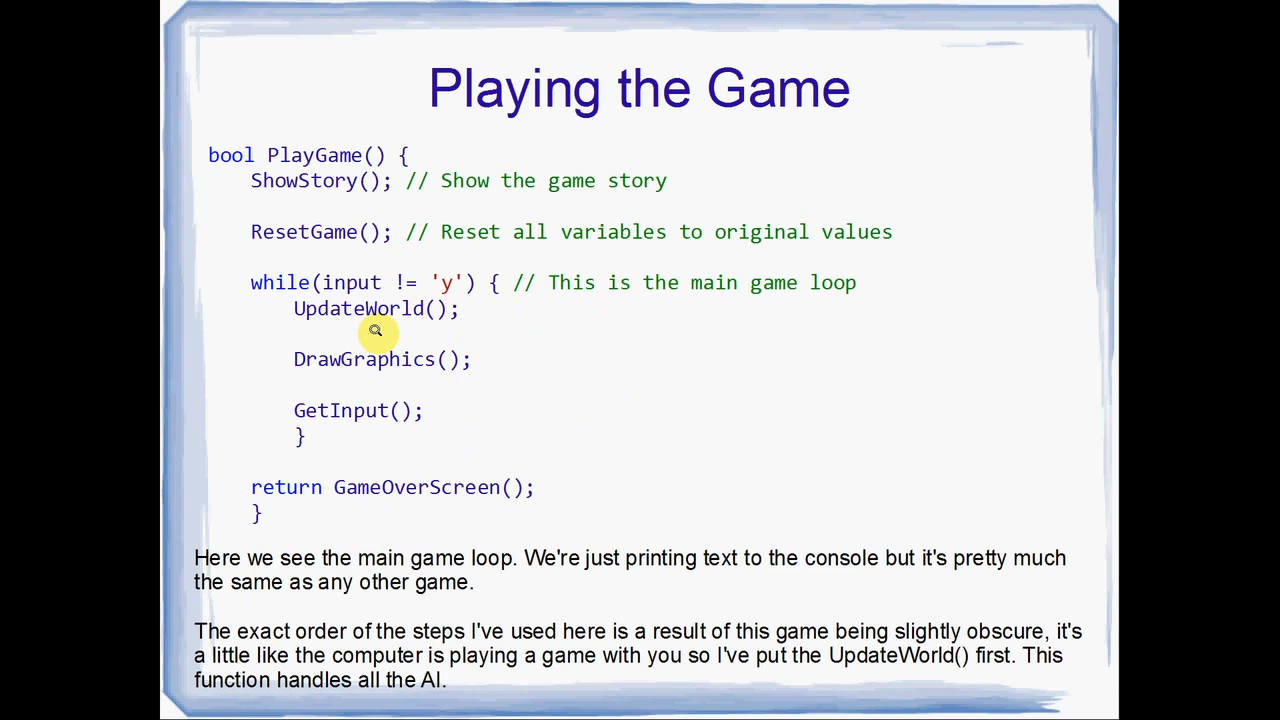 Playing the Game
bool PlayGame() {
ShowStory(); // Show the game story
ResetGame(); // Reset all variables to original values
while(input != 'y') { // This is the main game loop
UpdateWorld();
DrawGraphics();
GetInput();
}
return GameOverScreen();
}
Here we see the main game loop. We're just printing text to the console but it's pretty much
the same as any other game.
The exact order of the steps I've used here is a result of this game being slightly obscure, it's
a little like the computer is playing a game with you so I've put the UpdateWorld() first. This
function handles all the AI.